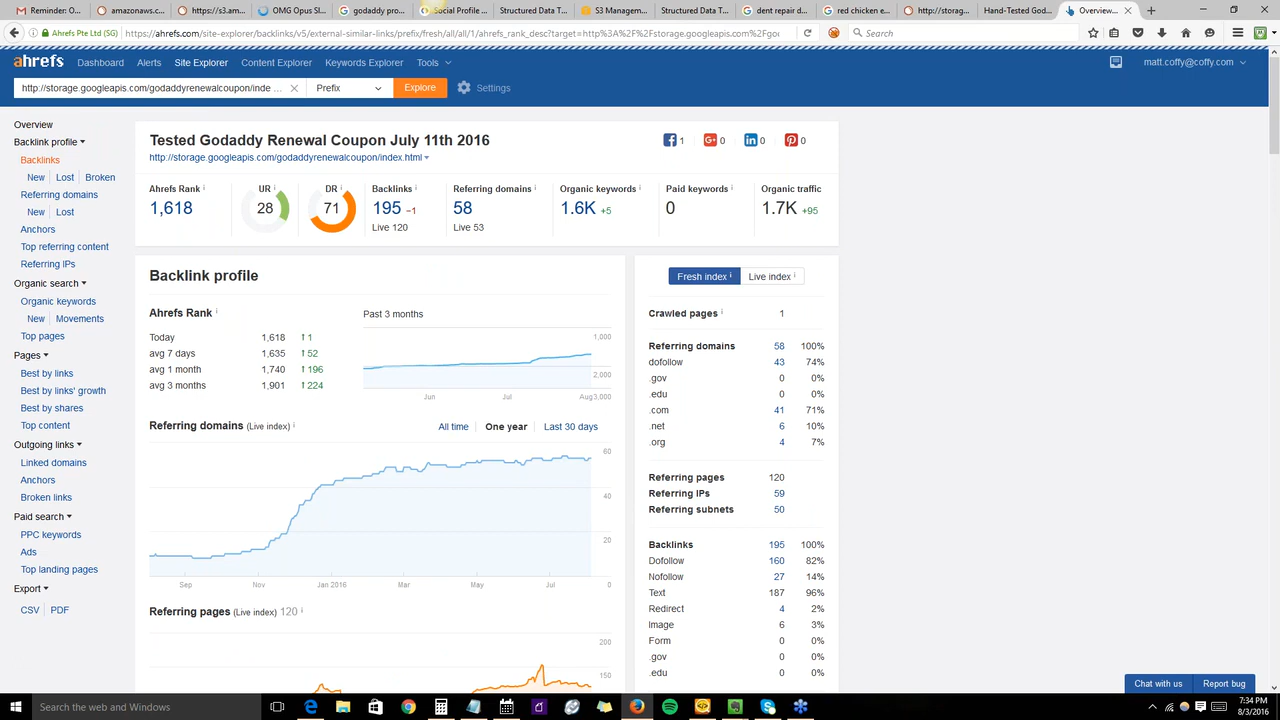 Reminder: O...
amazonaws.c...
https://s3.am...
OMG Opus Sl...
godaddy pro...
Social Profile ...
Structured Data T...
S3 Managem...
Structured Data T...
dent repair d...
red chicken e...
http://storag...
Hand-Tested God...
Overview...
Ahrefs Pte Ltd (SG)
https://ahrefs.com/site-explorer/backlinks/v5/external-similar-links/prefix/fresh/all/all/1/ahrefs_rank_desc?target=http%3A%2F%2Fstorage.googleapis.com%2Fgoc
Search
ahrefs
Dashboard
Alerts
Site Explorer
Content Explorer
Keywords Explorer
Tools
matt.coffy@coffy.com
http://storage.googleapis.com/godaddyrenewalcoupon/inde ...
Prefix
Explore
Settings
Overview
Backlink profile
Backlinks
New Lost Broken
Referring domains
New Lost
Anchors
Top referring content
Referring IPs
Organic search
Organic keywords
New Movements
Top pages
Pages
Best by links
Best by links' growth
Best by shares
Top content
Outgoing links
Linked domains
Anchors
Broken links
Paid search
PPC keywords
Ads
Top landing pages
Export
CSV PDF
Tested Godaddy Renewal Coupon July 11th 2016
http://storage.googleapis.com/godaddyrenewalcoupon/index.html
1 0 0 0
Ahrefs Rank
1,618
UR
28
DR
71
Backlinks
195 -1
Live 120
Referring domains
58
Live 53
Organic keywords
1.6K +5
Paid keywords
0
Organic traffic
1.7K +95
Backlink profile
Ahrefs Rank
Today 1,618 1
avg 7 days 1,635 52
avg 1 month 1,740 196
avg 3 months 1,901 224
Past 3 months
1,000
2,000
3,000
Jun Jul Aug
Referring domains (Live index)
All time One year Last 30 days
60
40
20
0
Sep Nov Jan 2016 Mar May Jul
Referring pages (Live index) 120
200
150
Fresh index Live index
Crawled pages 1
Referring domains 58 100%
dofollow 43 74%
.gov 0 0%
.edu 0 0%
.com 41 71%
.net 6 10%
.org 4 7%
Referring pages 120
Referring IPs 59
Referring subnets 50
Backlinks 195 100%
Dofollow 160 82%
Nofollow 27 14%
Text 187 96%
Redirect 4 2%
Image 6 3%
Form 0 0%
.gov 0 0%
.edu 0 0%
Chat with us
Report bug
Search the web and Windows
7:34 PM
8/3/2016